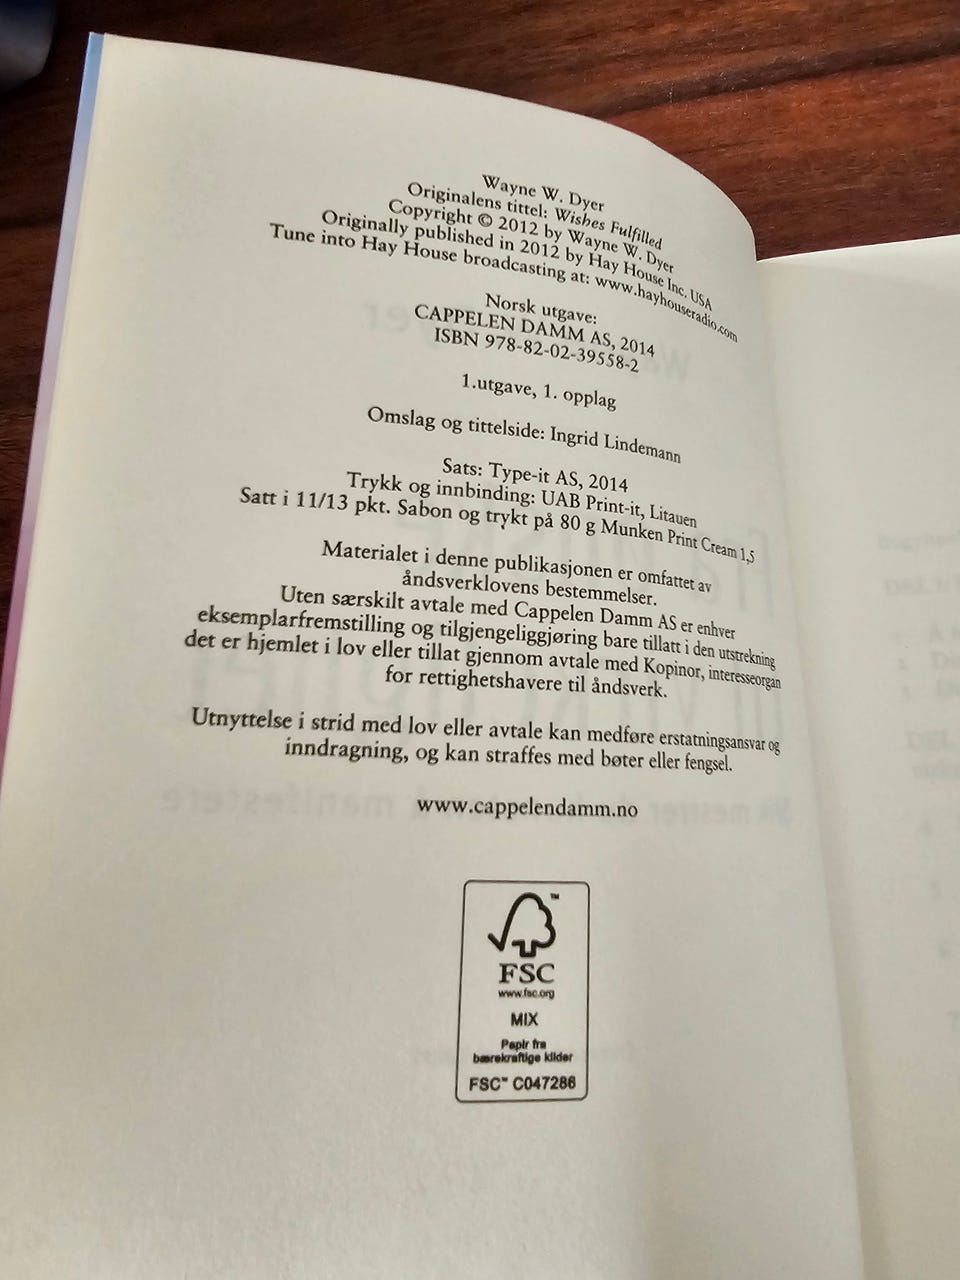 Wayne W. Dyer
Originalens tittel: Wishes Fulfilled
Copyright © 2012 by Wayne W. Dyer
Originally published in 2012 by Hay House Inc. USA
Tune into Hay House broadcasting at: www.hayhouseradio.com
Norsk utgave:
CAPPELEN DAMM AS, 2014
ISBN 978-82-02-39558-2
1.utgave, 1. opplag
Omslag og tittelside: Ingrid Lindemann
Sats: Type-it AS, 2014
Trykk og innbinding: UAB Print-it, Litauen
Satt i 11/13 pkt. Sabon og trykt på 80 g Munken Print Cream 1,5
Materialet i denne publikasjonen er omfattet av
åndsverklovens bestemmelser.
Uten særskilt avtale med Cappelen Damm AS er enhver
eksemplarfremstilling og tilgjengeliggjøring bare tillatt i den utstrekning
det er hjemlet i lov eller tillat gjennom avtale med Kopinor, interesseorgan
for rettighetshavere til åndsverk.
Utnyttelse i strid med lov eller avtale kan medføre erstatningsansvar og
inndragning, og kan straffes med bøter eller fengsel.
www.cappelendamm.no
FSC
www.fsc.org
MIX
Papir fra
bærekraftige kilder
FSC™ C047286